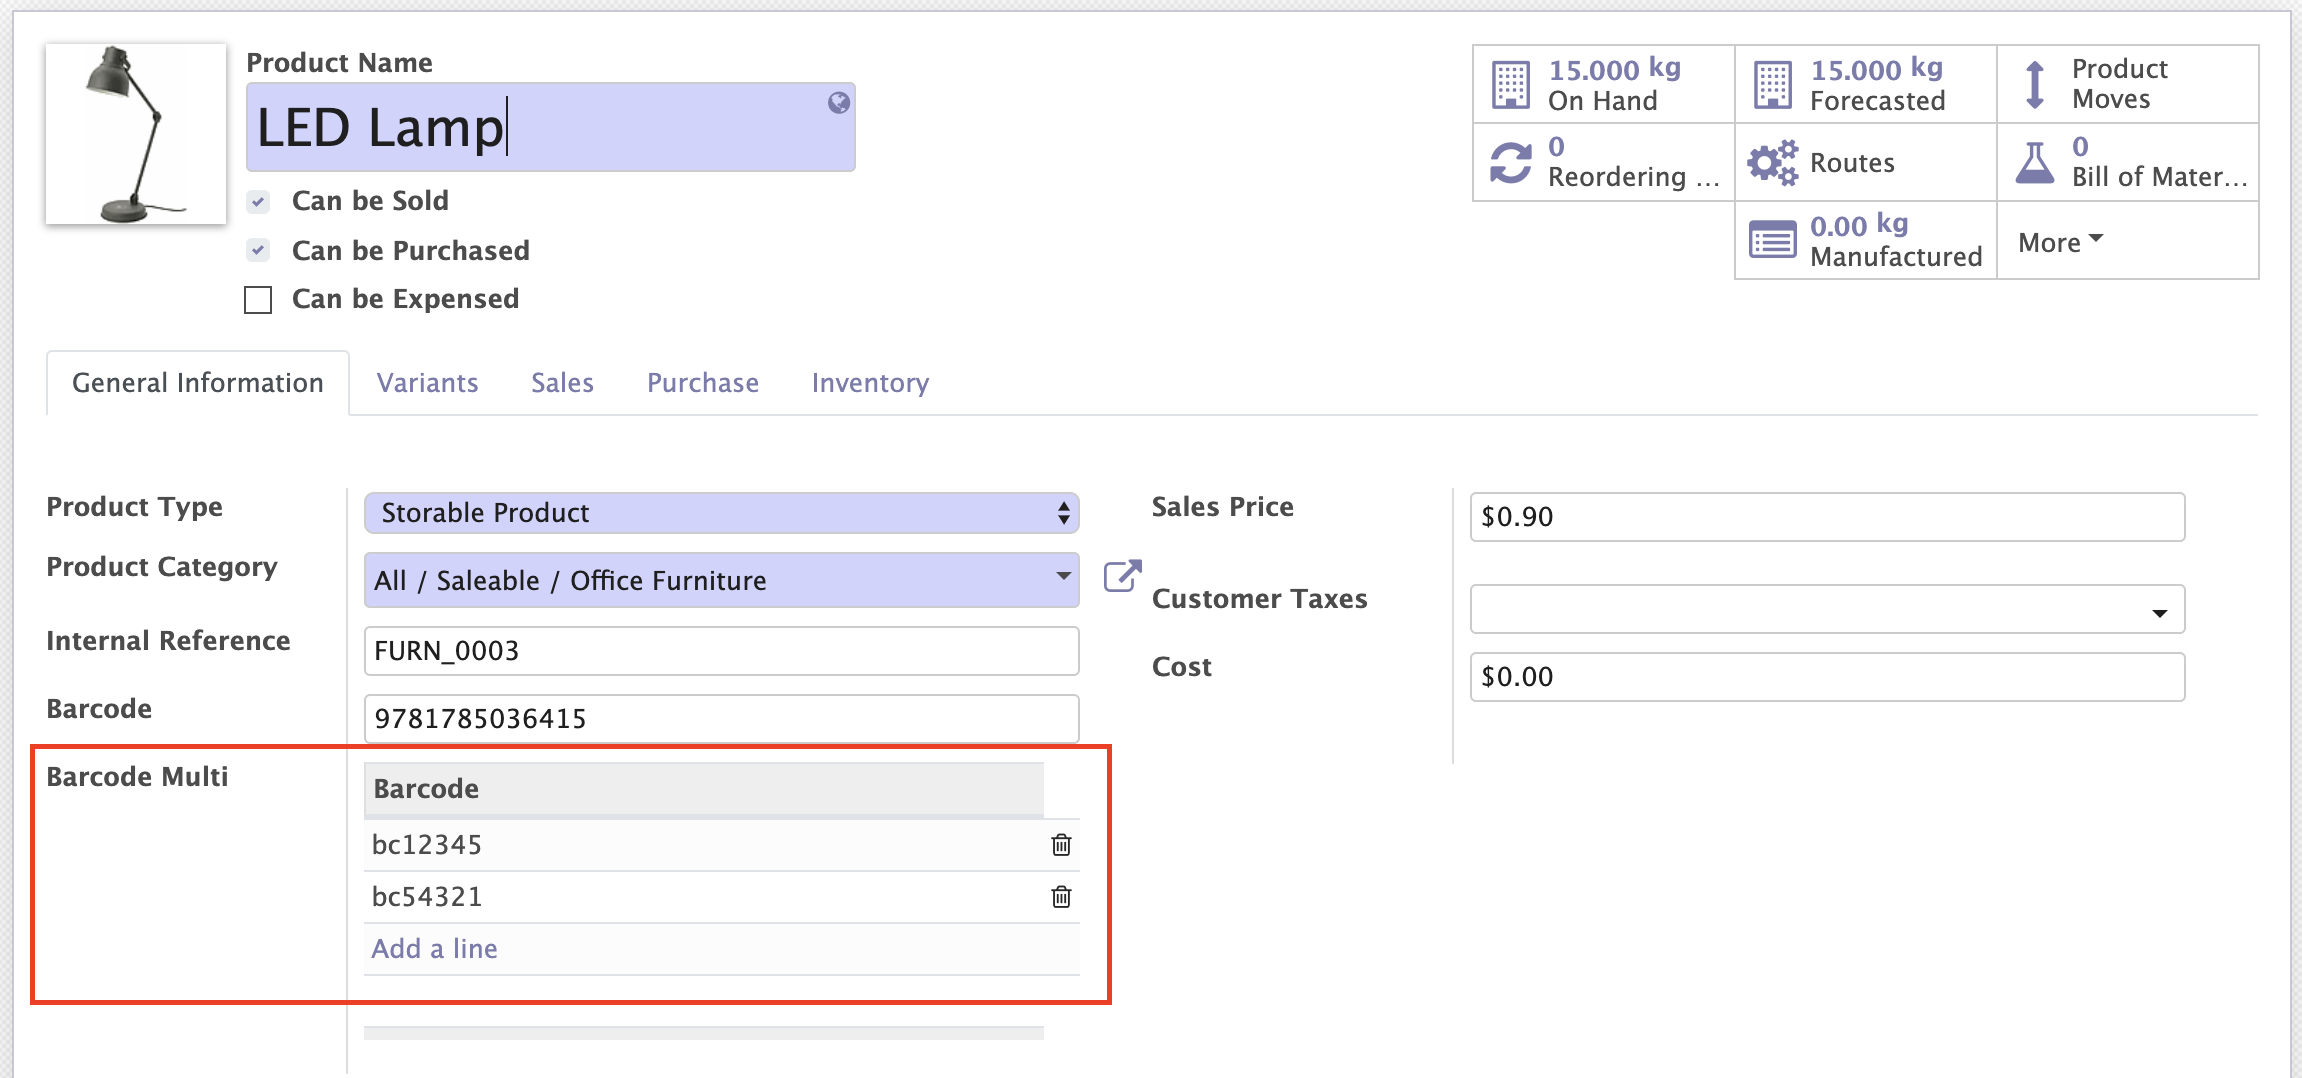 Product Name
LED Lamp
Can be Sold
Can be Purchased
Can be Expensed
15.000 kg
On Hand
15.000 kg
Forecasted
Product
Moves
0
Reordering ...
Routes
0
Bill of Mater...
0.00 kg
Manufactured
More
General Information
Variants
Sales
Purchase
Inventory
Product Type
Storable Product
Product Category
All / Saleable / Office Furniture
Internal Reference
FURN_0003
Barcode
9781785036415
Barcode Multi
Barcode
bc12345
bc54321
Add a line
Sales Price
$0.90
Customer Taxes
Cost
$0.00